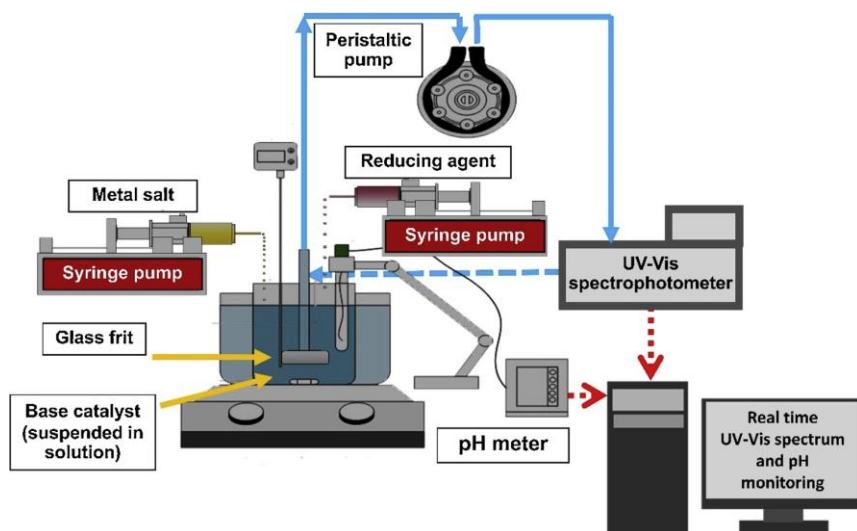 Peristaltic
pump
Reducing agent
Metal salt
Syringe pump
Syringe pump
UV-Vis
spectrophotometer
Glass frit
Base catalyst
(suspended in
solution)
pH meter
Real time
UV-Vis spectrum
and pH
monitoring